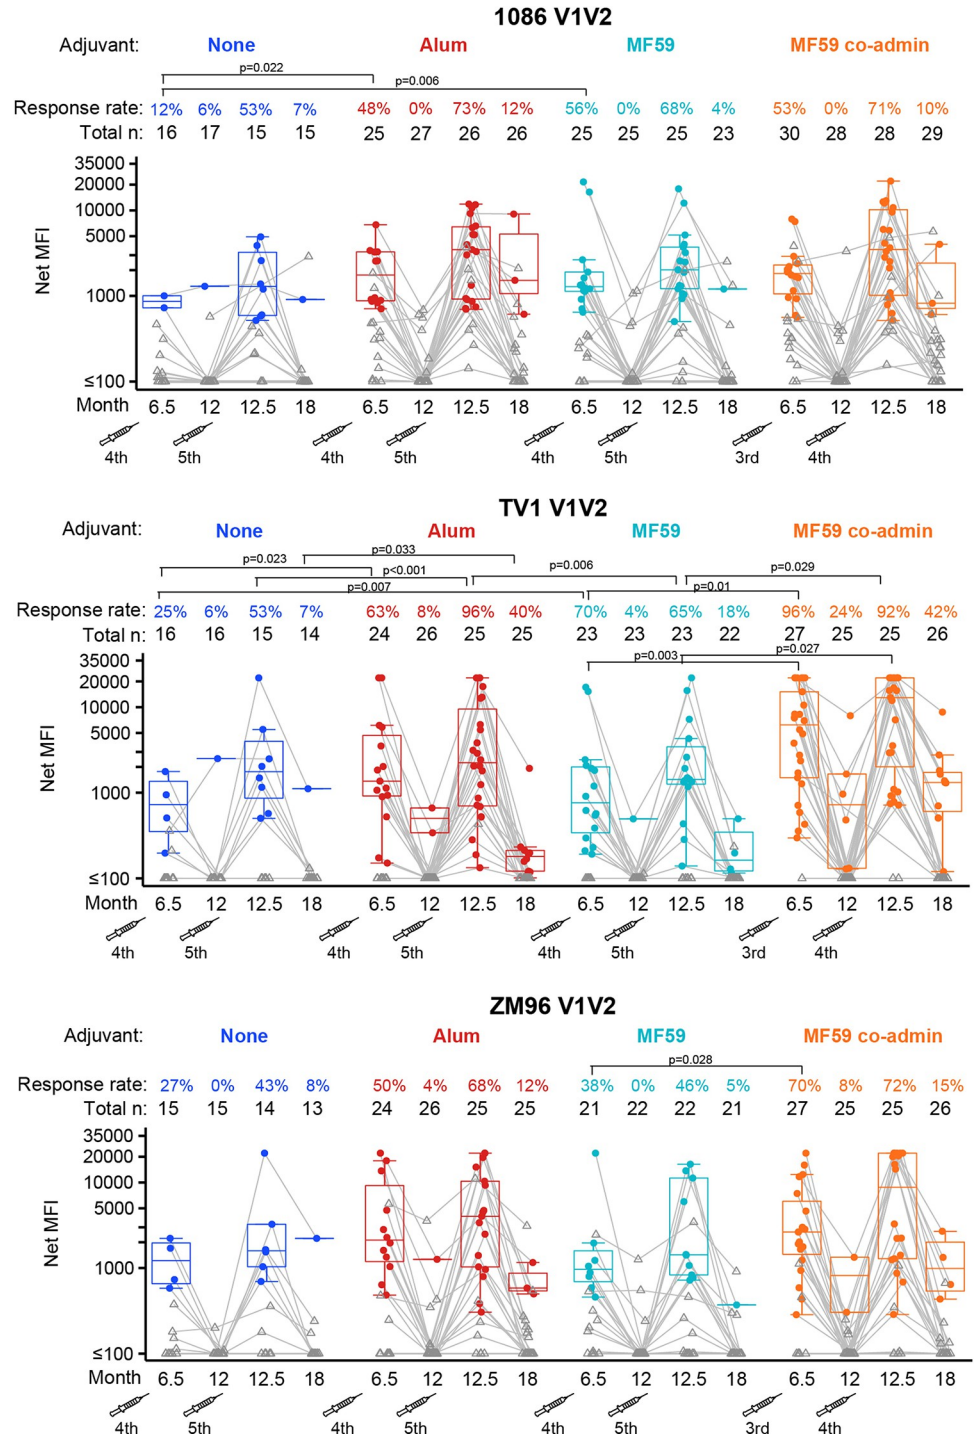 1086 V1V2
Adjuvant: None Alum MF59 MF59 co-admin
p=0.022
p=0.006
Response rate: 12% 6% 53% 7% 48% 0% 73% 12% 56% 0% 68% 4% 53% 0% 71% 10%
Total n: 16 17 15 15 25 27 26 26 25 25 25 23 30 28 28 29
35000
20000
10000
5000
1000
≤100
Net MFI
Month 6.5 12 12.5 18 6.5 12 12.5 18 6.5 12 12.5 18 6.5 12 12.5 18
4th 5th 4th 5th 4th 5th 3rd 4th
TV1 V1V2
Adjuvant: None Alum MF59 MF59 co-admin
p=0.033
p=0.023
p<0.001
p=0.006
p=0.029
p=0.007
p=0.01
Response rate: 25% 6% 53% 7% 63% 8% 96% 40% 70% 4% 65% 18% 96% 24% 92% 42%
Total n: 16 16 15 14 24 26 25 25 23 23 23 22 27 25 25 26
p=0.003
p=0.027
35000
20000
10000
5000
1000
≤100
Net MFI
Month 6.5 12 12.5 18 6.5 12 12.5 18 6.5 12 12.5 18 6.5 12 12.5 18
4th 5th 4th 5th 4th 5th 3rd 4th
ZM96 V1V2
Adjuvant: None Alum MF59 MF59 co-admin
p=0.028
Response rate: 27% 0% 43% 8% 50% 4% 68% 12% 38% 0% 46% 5% 70% 8% 72% 15%
Total n: 15 15 14 13 24 26 25 25 21 22 22 21 27 25 25 26
35000
20000
10000
5000
1000
≤100
Net MFI
Month 6.5 12 12.5 18 6.5 12 12.5 18 6.5 12 12.5 18 6.5 12 12.5 18
4th 5th 4th 5th 4th 5th 3rd 4th